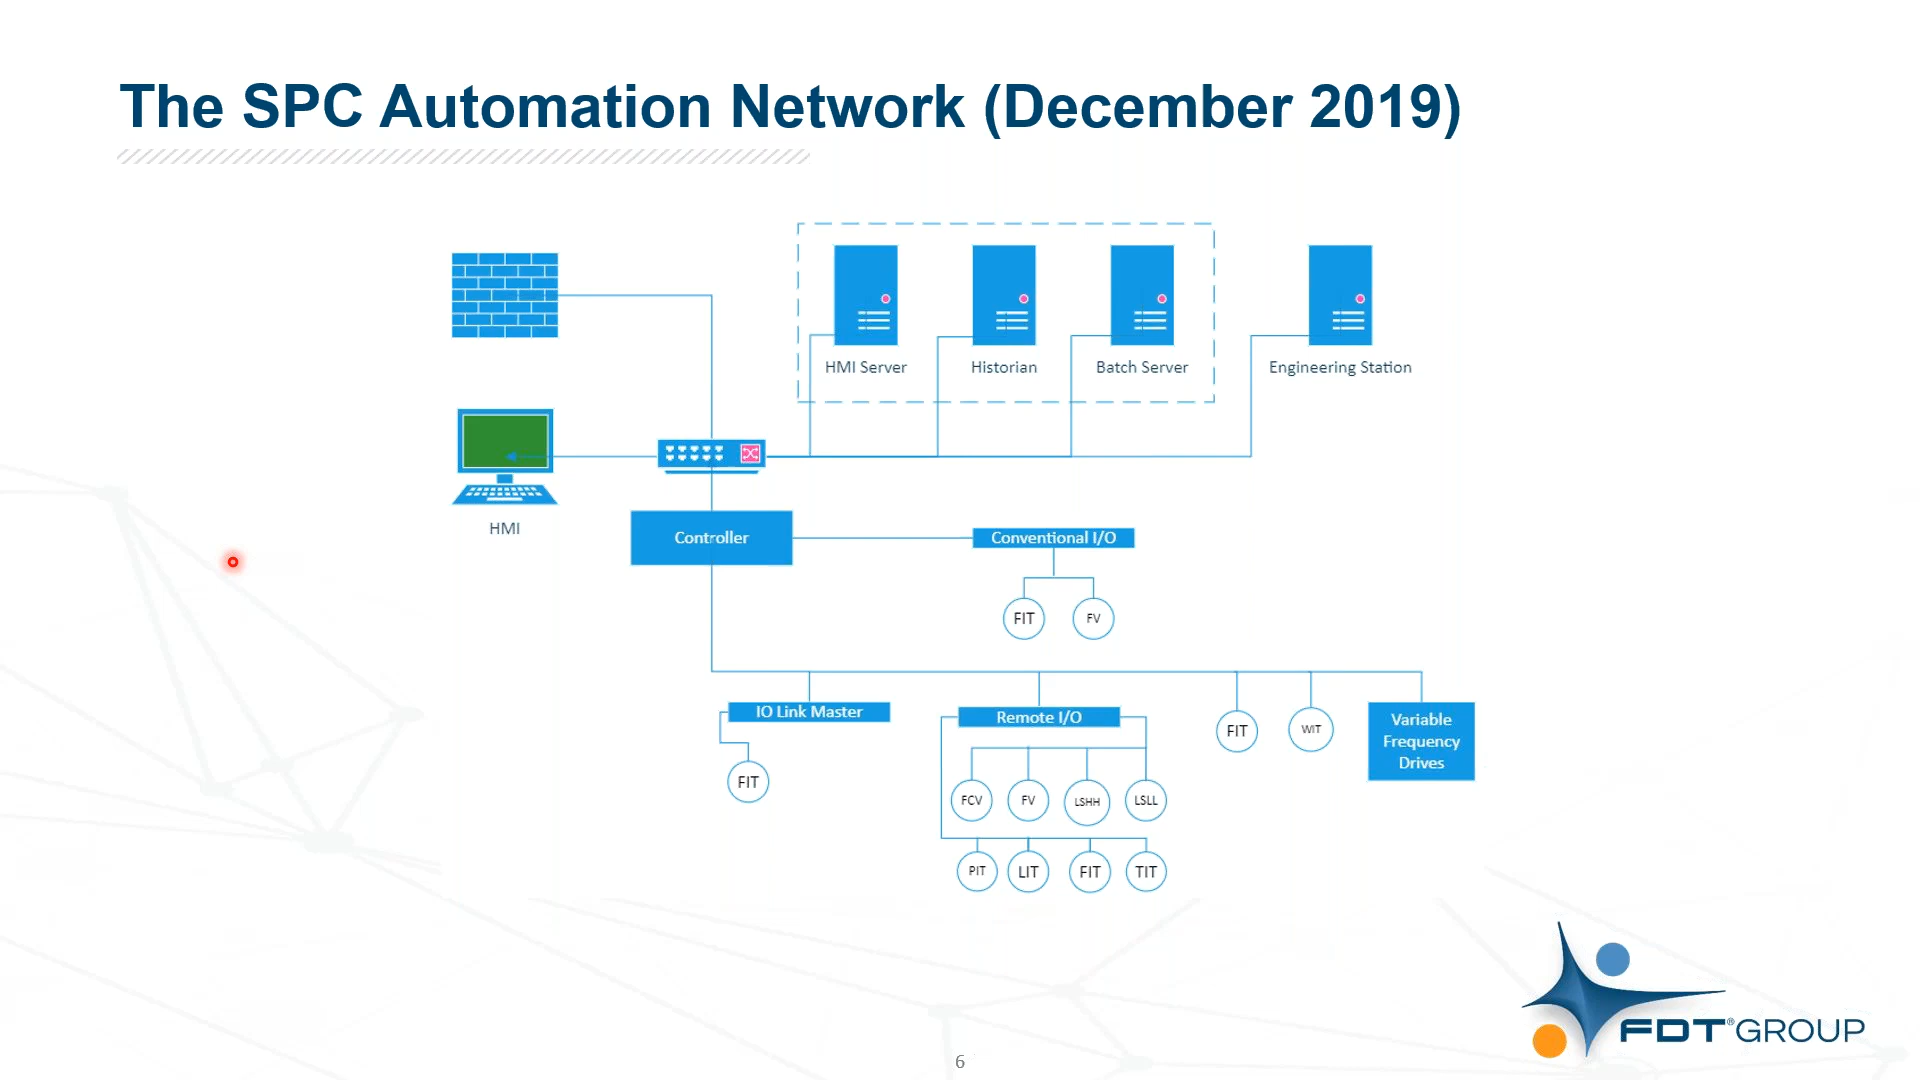 The SPC Automation Network (December 2019)
HMI Server
Historian
Batch Server
Engineering Station
HMI
Controller
Conventional I/O
FIT
FV
IO Link Master
Remote I/O
FIT
WIT
Variable
Frequency
Drives
FIT
FCV
FV
LSHH
LSLL
PIT
LIT
FIT
TIT
FDT® GROUP
6